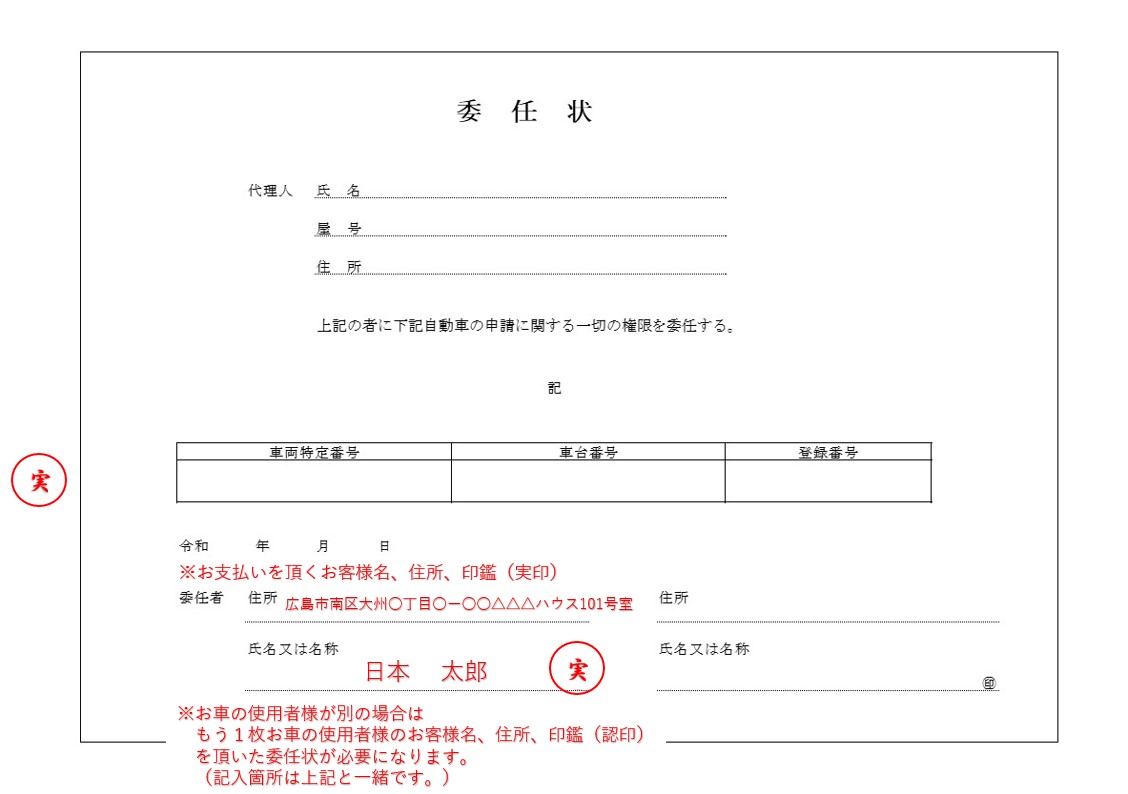 委 任 状
代理人 氏 名
屋 号
住 所
上記の者に下記自動車の申請に関する一切の権限を委任する。
記
車両特定番号 車台番号 登録番号
実
令和 年 月 日
※お支払いを頂くお客様名、住所、印鑑（実印）
委任者 住所 広島市南区大州〇丁目〇ー〇〇△△△ハウス101号室 住所
氏名又は名称 氏名又は名称
日本 太郎 実
㊞
※お車の使用者様が別の場合は
もう１枚お車の使用者様のお客様名、住所、印鑑（認印）
を頂いた委任状が必要になります。
（記入箇所は上記と一緒です。）